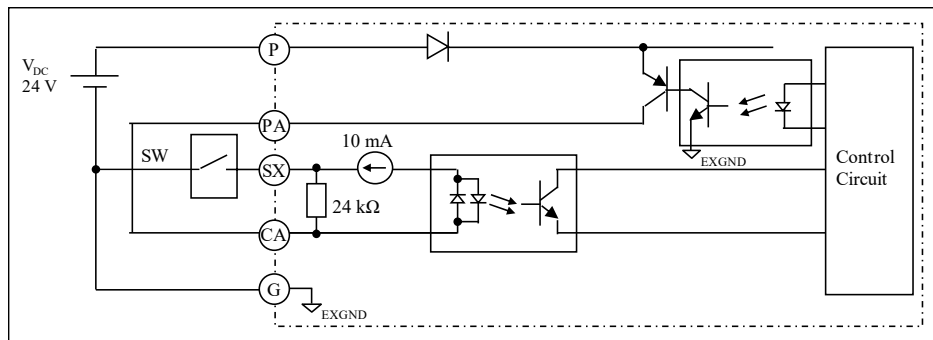 P
V_DC
24 V
PA
10 mA
EXGND
SW
SX
Control
Circuit
24 kΩ
CA
G
EXGND